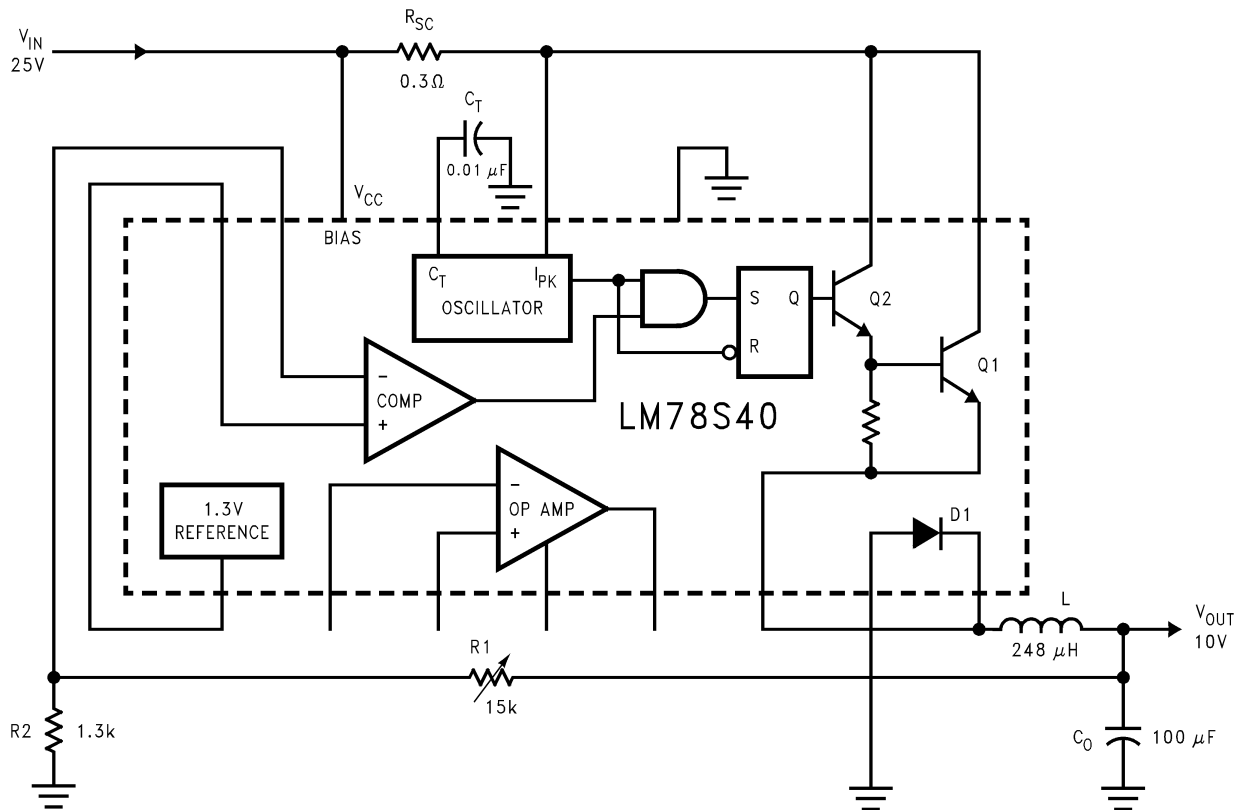 V_IN
25V
R_SC
0.3Ω
C_T
0.01 μF
V_CC
BIAS
C_T
I_PK
OSCILLATOR
S
Q
R
Q2
Q1
-
COMP
+
LM78S40
1.3V
REFERENCE
-
OP AMP
+
D1
L
248 μH
V_OUT
10V
R1
15k
R2
1.3k
C_O
100 μF